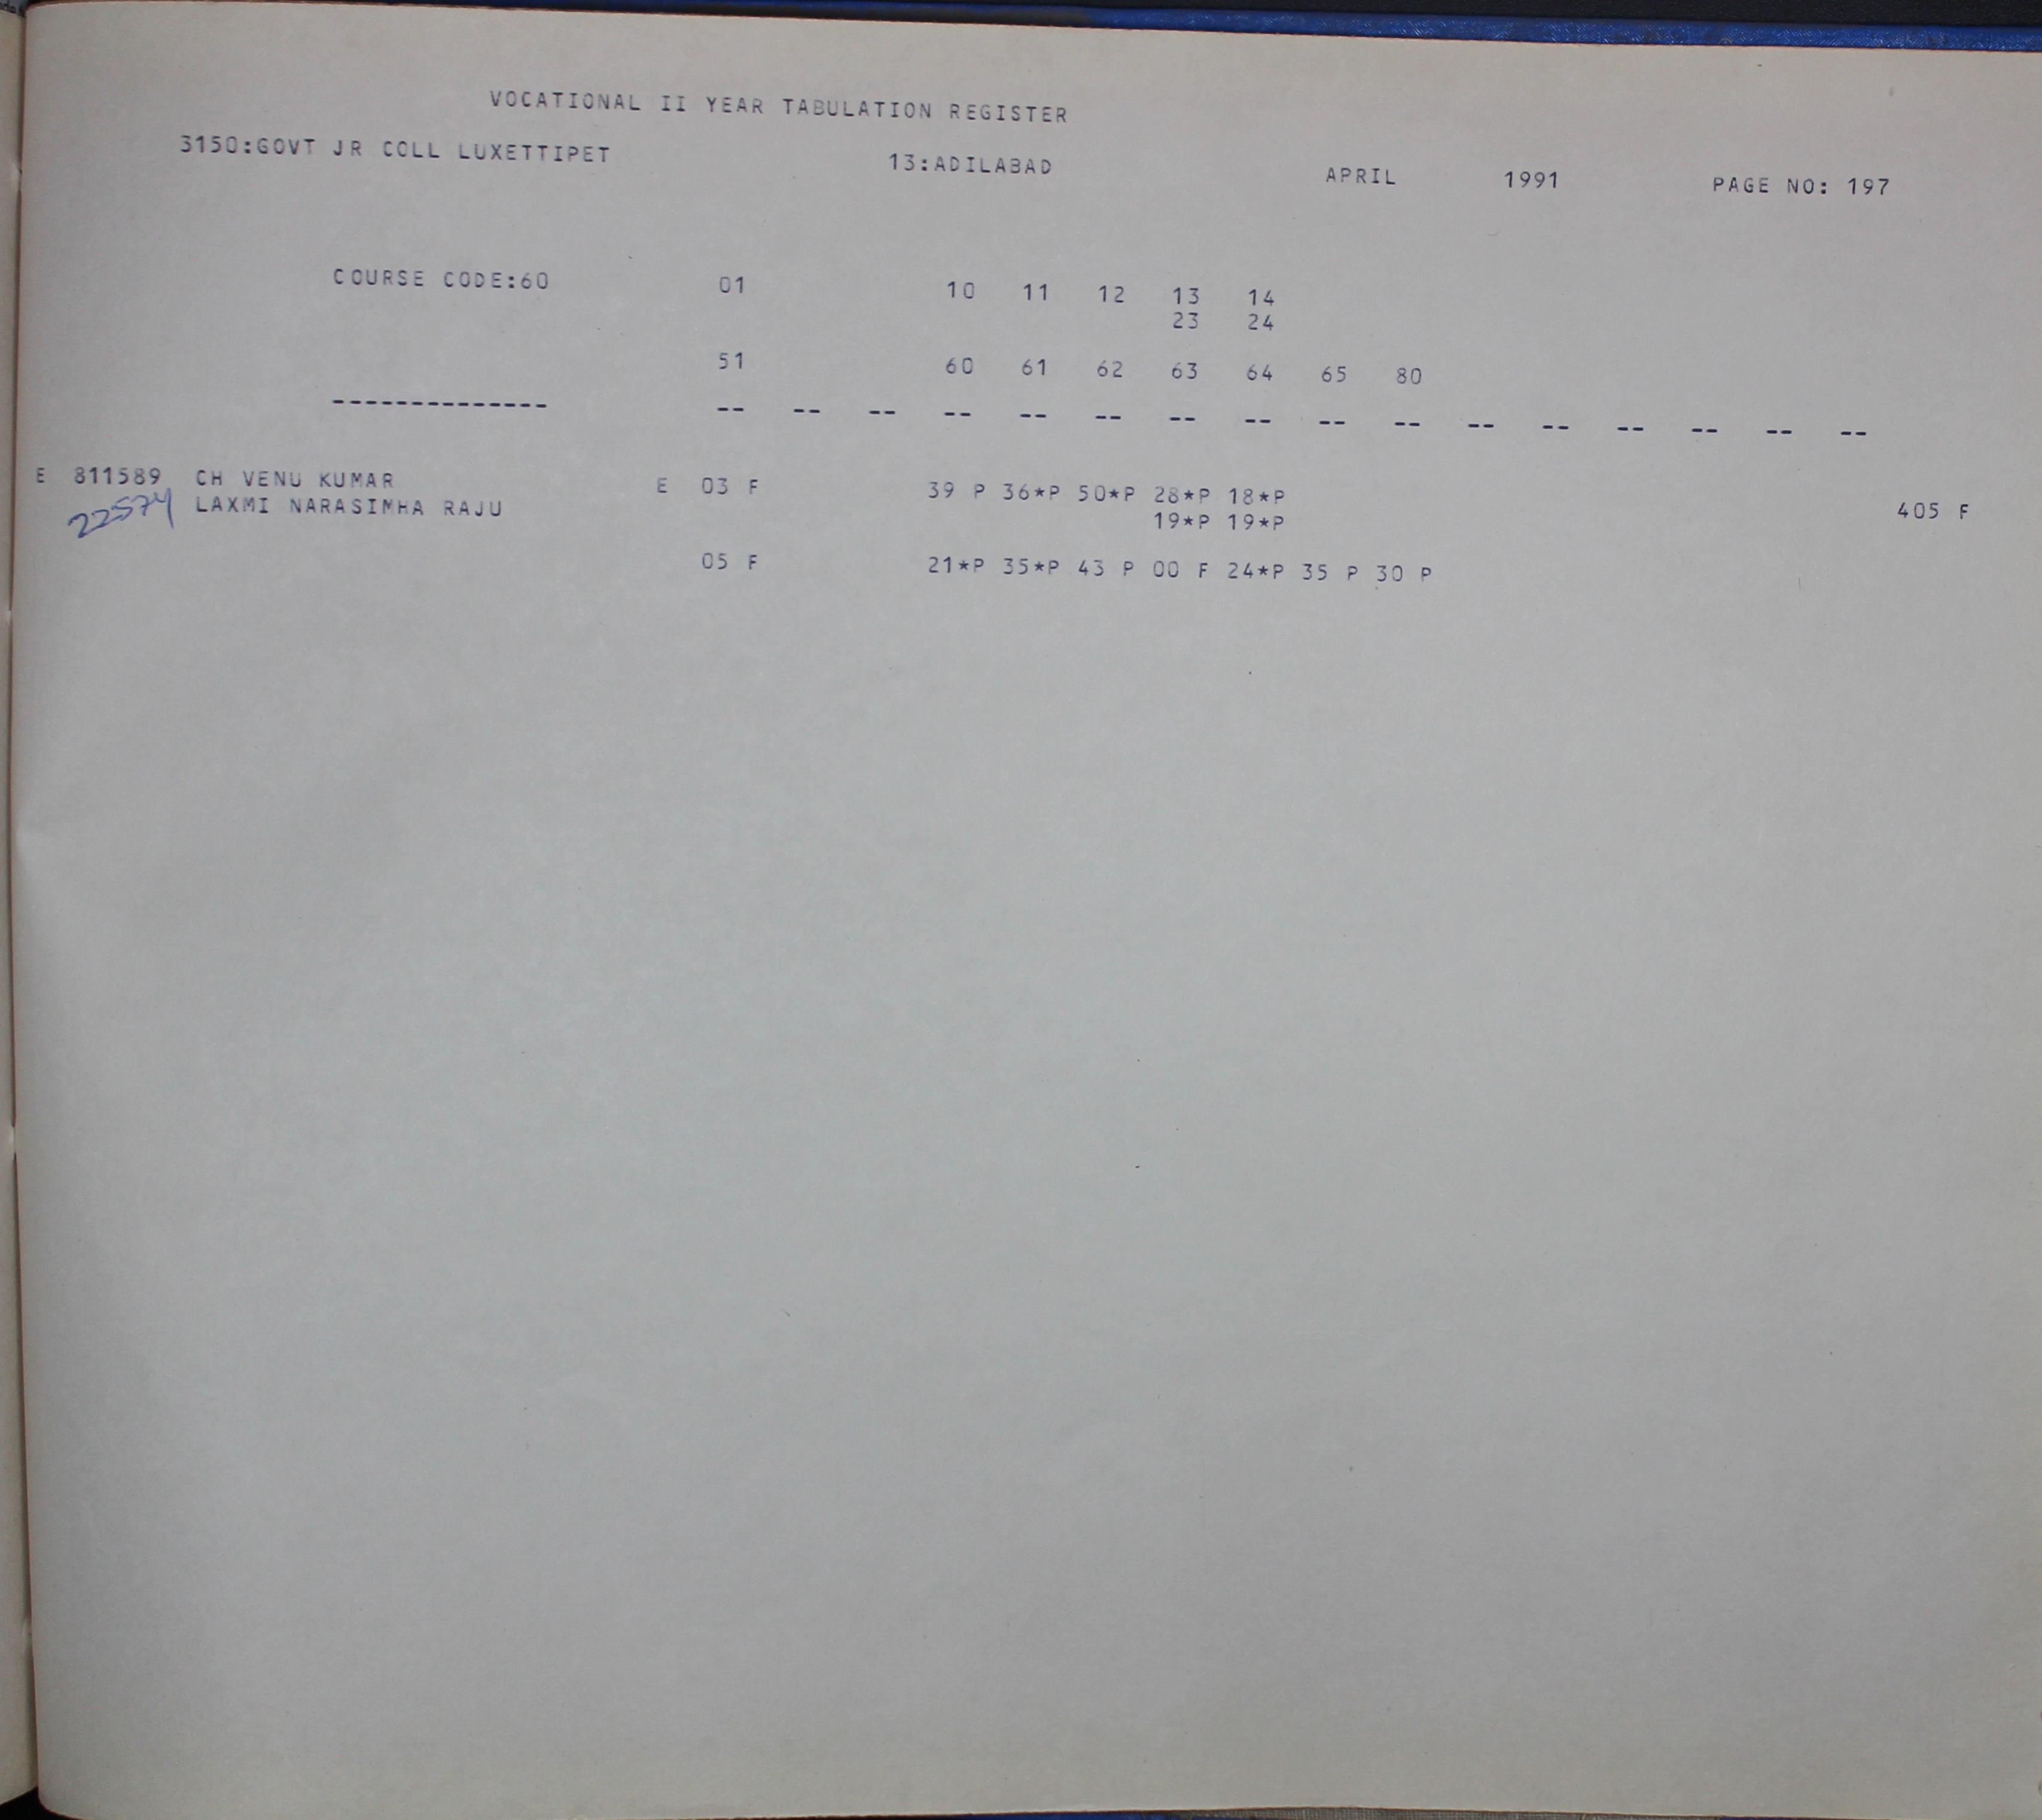 VOCATIONAL II YEAR TABULATION REGISTER
3150:GOVT JR COLL LUXETTIPET 13:ADILABAD APRIL 1991 PAGE NO: 197
COURSE CODE:60 01 10 11 12 13 14
23 24
51 60 61 62 63 64 65 80
-------------- -- -- -- -- -- -- -- -- -- -- -- -- -- -- -- --
E 811589 CH VENU KUMAR E 03 F 39 P 36*P 50*P 28*P 18*P
22574 LAXMI NARASIMHA RAJU 19*P 19*P 405 F
05 F 21*P 35*P 43 P 00 F 24*P 35 P 30 P